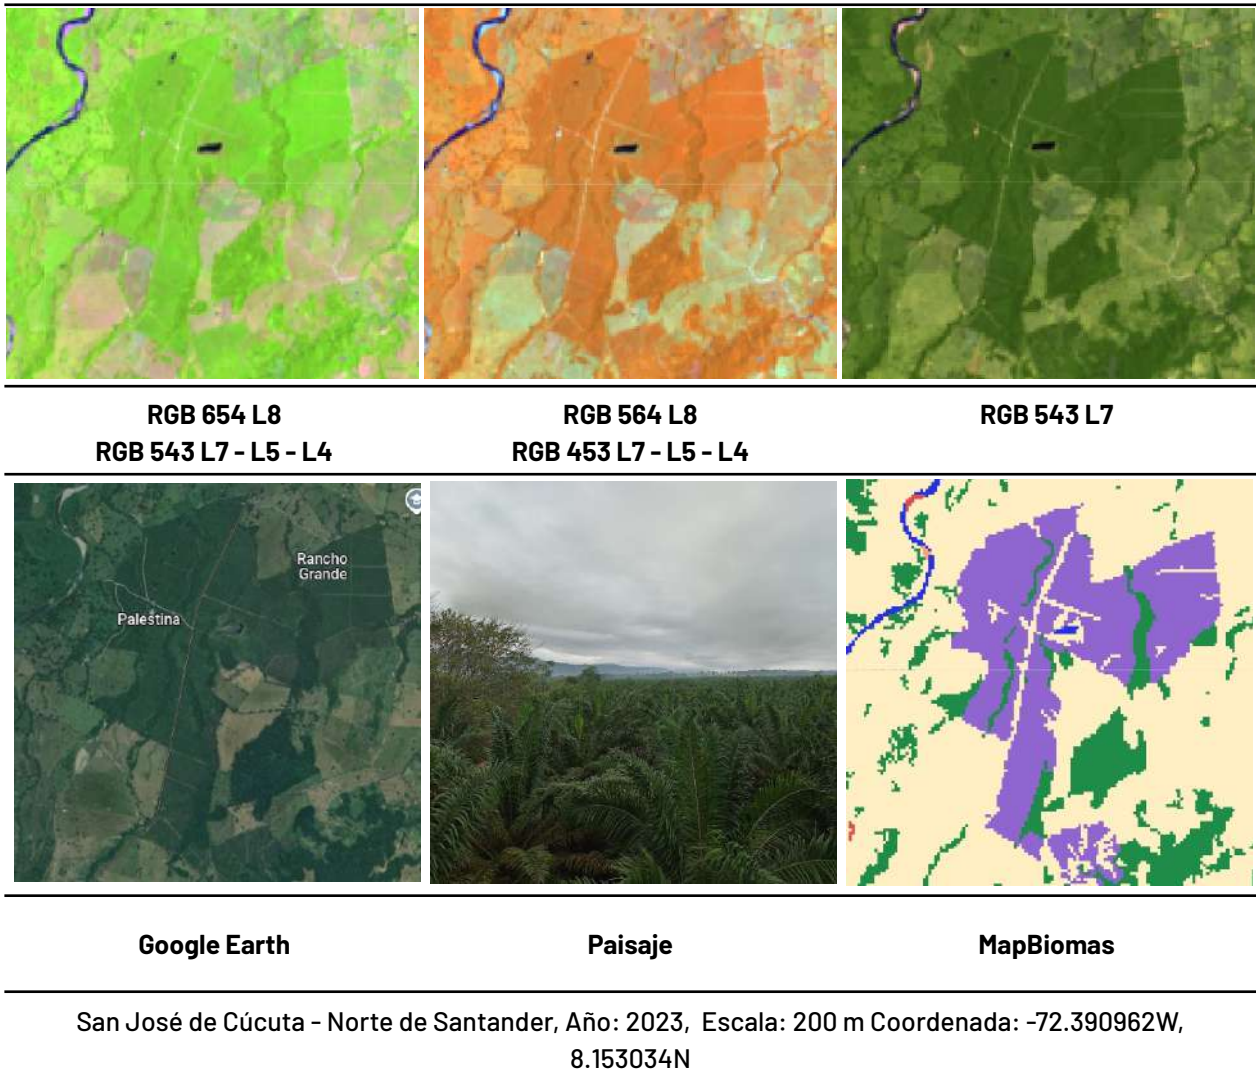 RGB 654 L8
RGB 543 L7 - L5 - L4
RGB 564 L8
RGB 453 L7 - L5 - L4
RGB 543 L7
Rancho
Grande
Palestina
Google Earth
Paisaje
MapBiomas
San José de Cúcuta - Norte de Santander, Año: 2023, Escala: 200 m Coordenada: -72.390962W,
8.153034N